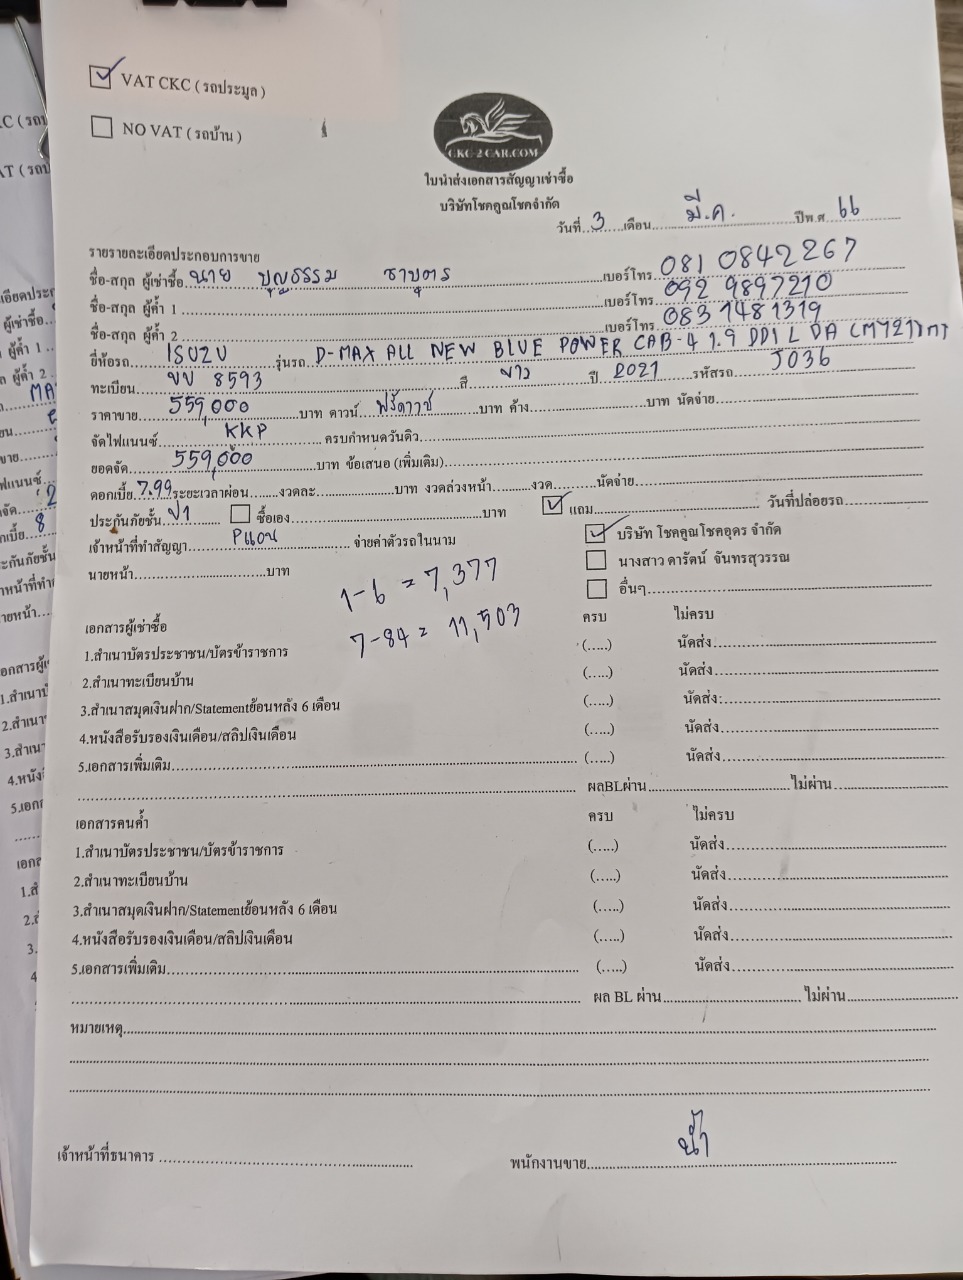 VAT CKC ( รถประมูล )
NO VAT ( รถบ้าน )
CKC-2 CAR.COM
ใบนำส่งเอกสารสัญญาเช่าซื้อ
บริษัทโชคคูณโชคจำกัด
วันที่ 3 เดือน มี.ค. ปีพ.ศ 66
รายรายละเอียดประกอบการขาย
ชื่อ-สกุล ผู้เช่าซื้อ นาย บุญธรรม ชาบุตร เบอร์โทร 081 0842267
ชื่อ-สกุล ผู้ค้ำ 1 เบอร์โทร 092 9897210
ชื่อ-สกุล ผู้ค้ำ 2 เบอร์โทร 083 1481319
ยี่ห้อรถ ISUZU รุ่นรถ D-MAX ALL NEW BLUE POWER CAB-4 1.9 DDI L DA (MY21) MT
ทะเบียน ขบ 8593 สี ขาว ปี 2021 รหัสรถ J036
ราคาขาย 559,000 บาท ดาวน์ ฟรีดาวน์ บาท ค้าง บาท นัดจ่าย
จัดไฟแนนซ์ KKP ครบกำหนดวันคิว
ยอดจัด 559,000 บาท ข้อเสนอ (เพิ่มเติม)
ดอกเบี้ย 7.99 ระยะเวลาผ่อน งวดละ บาท งวดล่วงหน้า งวด นัดจ่าย
ประกันภัยชั้น ป1 ซื้อเอง บาท แถม วันที่ปล่อยรถ
เจ้าหน้าที่ทำสัญญา จ่ายค่าตัวรถในนาม บริษัท โชคคูณโชคอุดร จำกัด
นายหน้า บาท นางสาว ดารัตน์ จันทรสุวรรณ
1-6 = 7,377 อื่นๆ
เอกสารผู้เช่าซื้อ 7-84 = 11,503 ครบ ไม่ครบ
1.สำเนาบัตรประชาชน/บัตรข้าราชการ (.....) นัดส่ง
2.สำเนาทะเบียนบ้าน (.....) นัดส่ง
3.สำเนาสมุดเงินฝาก/Statementย้อนหลัง 6 เดือน (.....) นัดส่ง:
4.หนังสือรับรองเงินเดือน/สลิปเงินเดือน (.....) นัดส่ง
5.เอกสารเพิ่มเติม (.....) นัดส่ง
ผลBLผ่าน ไม่ผ่าน
เอกสารคนค้ำ ครบ ไม่ครบ
1.สำเนาบัตรประชาชน/บัตรข้าราชการ (.....) นัดส่ง
2.สำเนาทะเบียนบ้าน (.....) นัดส่ง
3.สำเนาสมุดเงินฝาก/Statementย้อนหลัง 6 เดือน (.....) นัดส่ง
4.หนังสือรับรองเงินเดือน/สลิปเงินเดือน (.....) นัดส่ง
5.เอกสารเพิ่มเติม (.....) นัดส่ง
ผล BL ผ่าน ไม่ผ่าน
หมายเหตุ
เจ้าหน้าที่ธนาคาร พนักงานขาย น้ำ